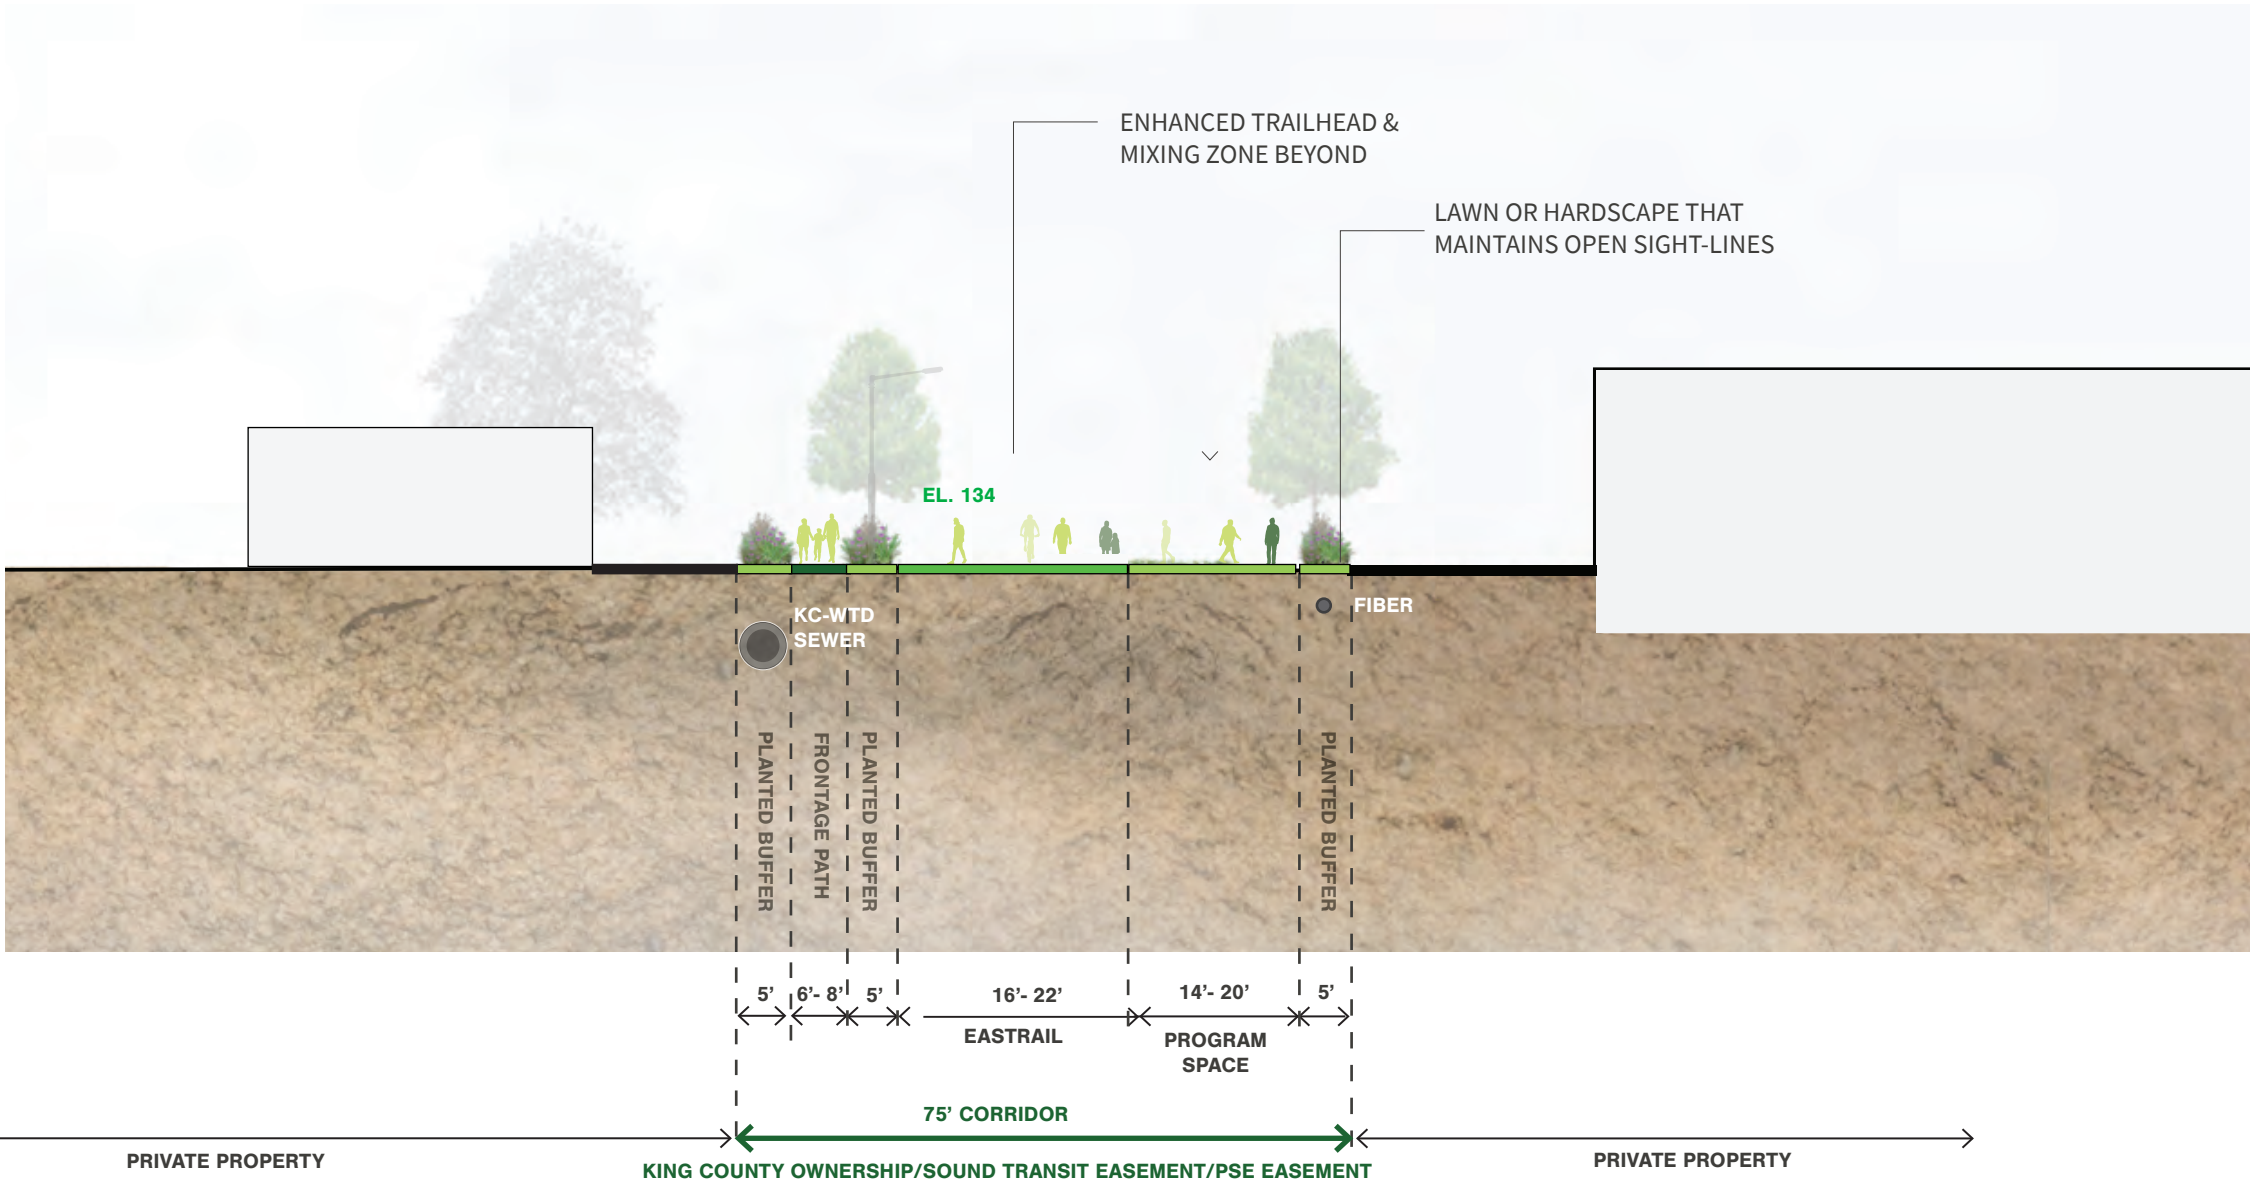 ENHANCED TRAILHEAD &
MIXING ZONE BEYOND
LAWN OR HARDSCAPE THAT
MAINTAINS OPEN SIGHT-LINES
EL. 134
KC-WTD
SEWER
FIBER
PLANTED BUFFER
FRONTAGE PATH
PLANTED BUFFER
PLANTED BUFFER
5’
6’- 8’
5’
16’- 22’
14’- 20’
5’
EASTRAIL
PROGRAM
SPACE
75’ CORRIDOR
PRIVATE PROPERTY
KING COUNTY OWNERSHIP/SOUND TRANSIT EASEMENT/PSE EASEMENT
PRIVATE PROPERTY